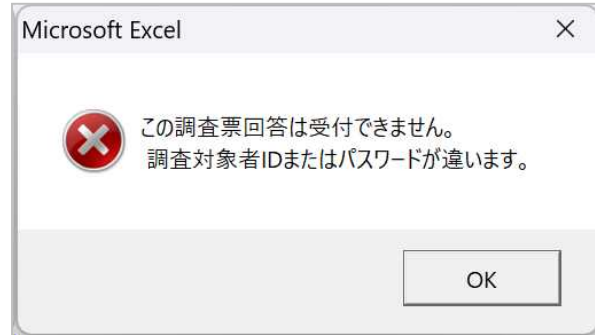 Microsoft Excel
この調査票回答は受付できません。
調査対象者IDまたはパスワードが違います。
OK